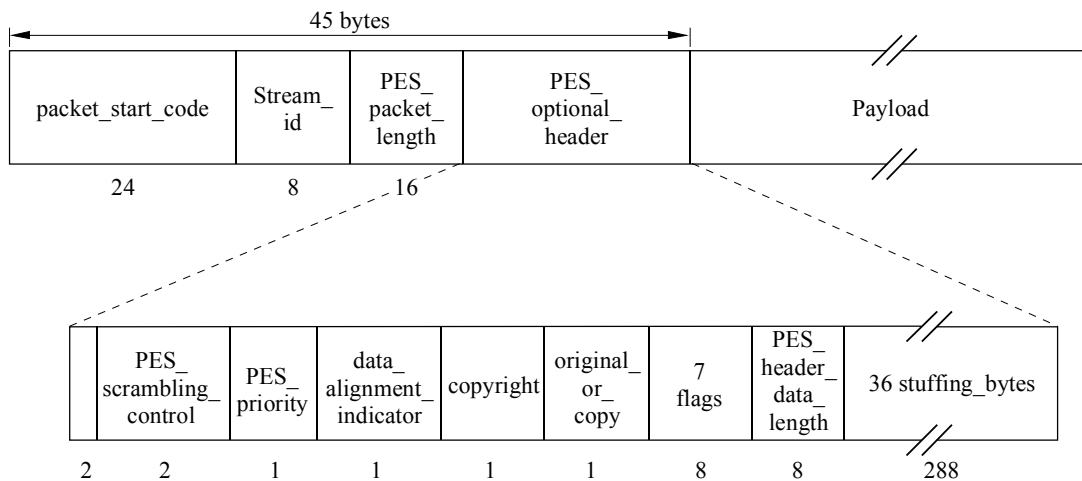 45 bytes
packet_start_code
Stream_
id
PES_
packet_
length
PES_
optional_
header
Payload
24
8
16
PES_
scrambling_
control
PES_
priority
data_
alignment_
indicator
copyright
original_
or_
copy
7
flags
PES_
header_
data_
length
36 stuffing_bytes
2
2
1
1
1
1
8
8
288